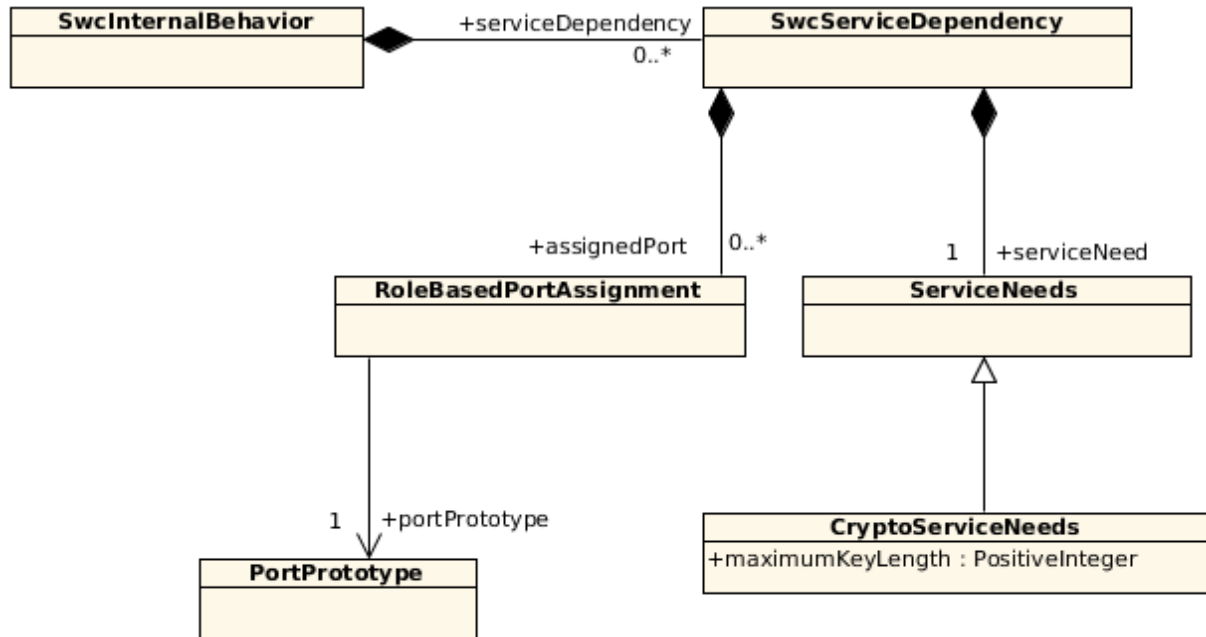 SwcInternalBehavior
+serviceDependency
0..*
SwcServiceDependency
+assignedPort
0..*
1
+serviceNeed
RoleBasedPortAssignment
ServiceNeeds
1
+portPrototype
PortPrototype
CryptoServiceNeeds
+maximumKeyLength : PositiveInteger